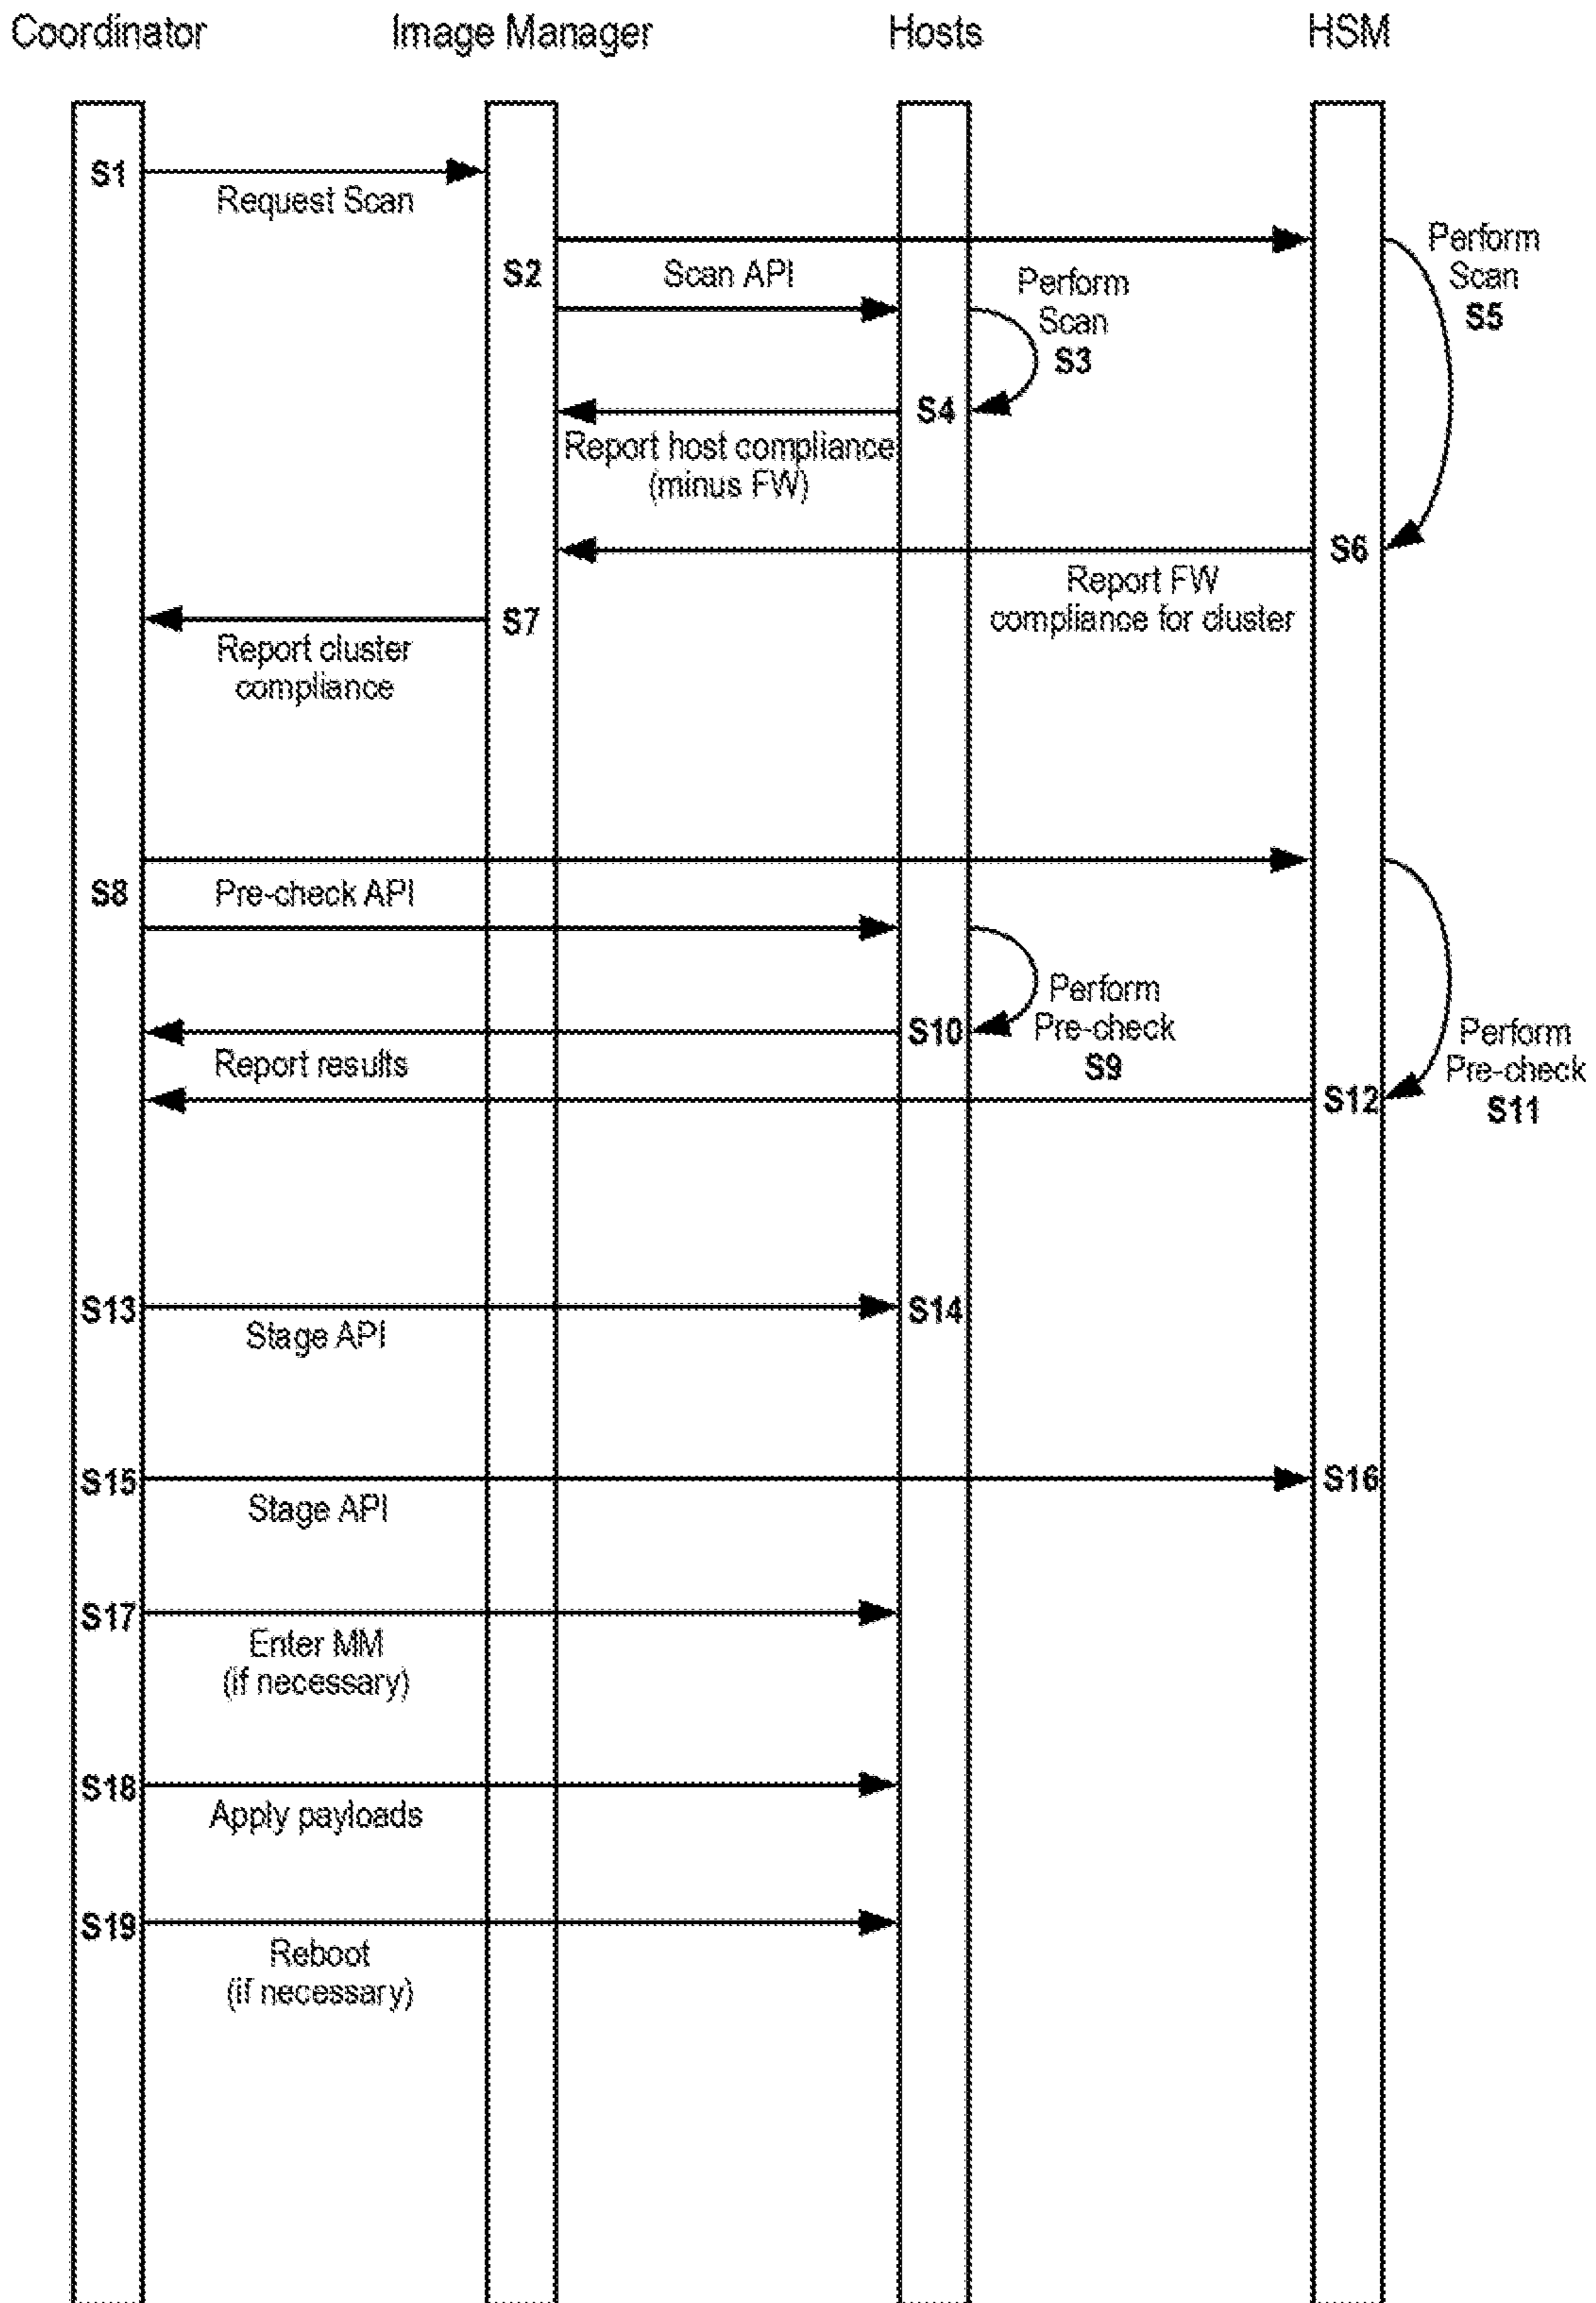 Coordinator
Image Manager
Hosts
HSM
S1
Request Scan
S2
Scan API
Perform
Scan
S3
Perform
Scan
S5
S4
Report host compliance
(minus FW)
S6
Report FW
compliance for cluster
S7
Report cluster
compliance
S8
Pre-check API
Perform
Pre-check
S9
S10
Report results
Perform
Pre-check
S11
S12
S13
Stage API
S14
S15
Stage API
S16
S17
Enter MM
(if necessary)
S18
Apply payloads
S19
Reboot
(if necessary)